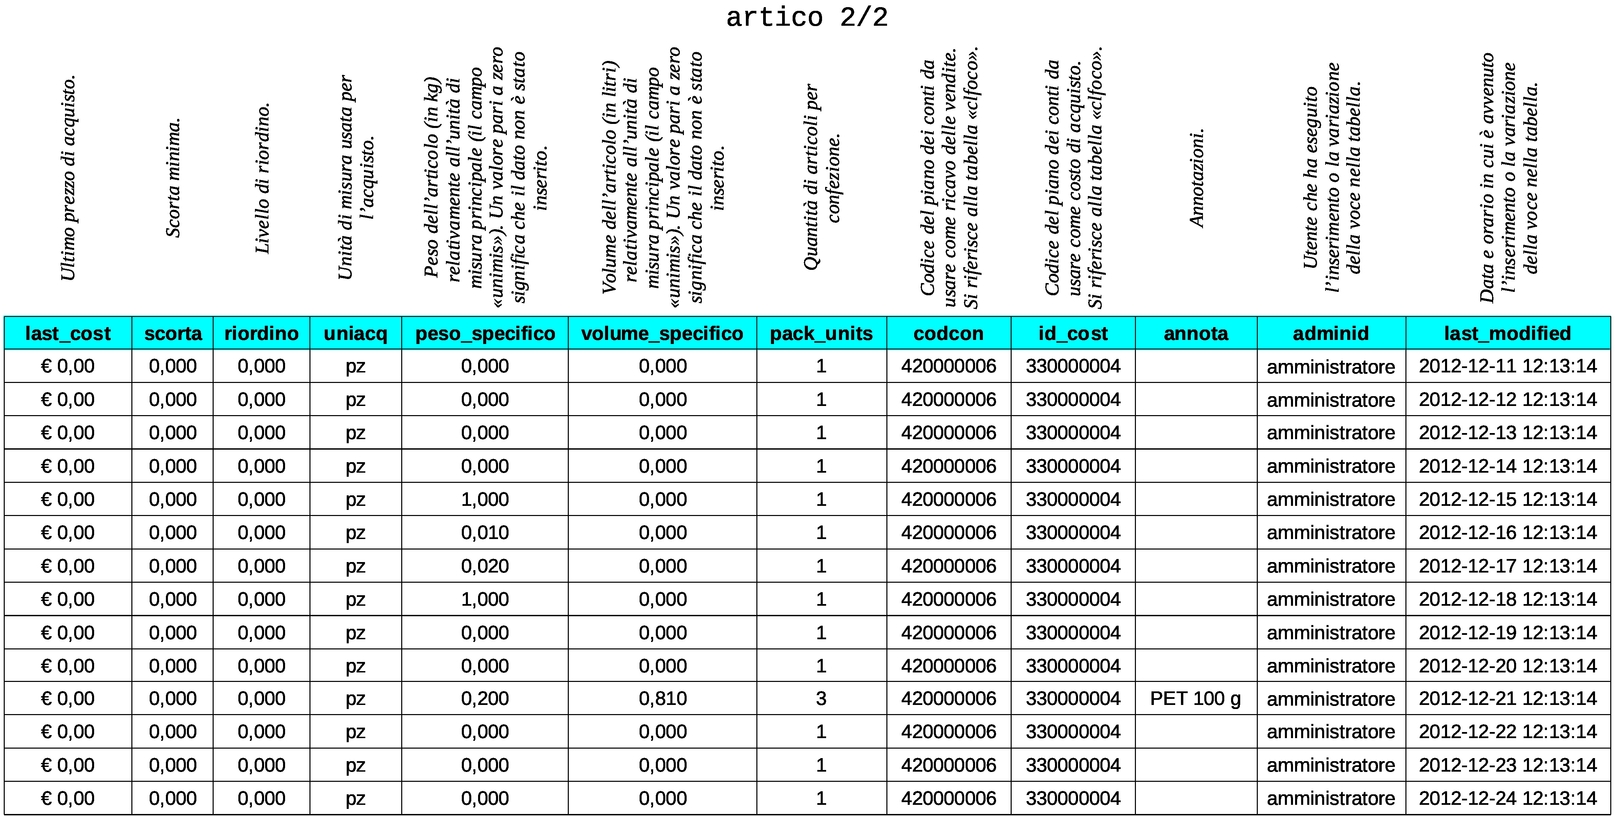 artico 2/2
Ultimo prezzo di acquisto.
Scorta minima.
Livello di riordino.
Unità di misura usata per
l'acquisto.
Peso dell'articolo (in kg)
relativamente all'unità di
misura principale (il campo
«unimis»). Un valore pari a zero
significa che il dato non è stato
inserito.
Volume dell'articolo (in litri)
relativamente all'unità di
misura principale (il campo
«unimis»). Un valore pari a zero
significa che il dato non è stato
inserito.
Quantità di articoli per
confezione.
Codice del piano dei conti da
usare come ricavo delle vendite.
Si riferisce alla tabella «clfoco».
Codice del piano dei conti da
usare come costo di acquisto.
Si riferisce alla tabella «clfoco».
Annotazioni.
Utente che ha eseguito
l'inserimento o la variazione
della voce nella tabella.
Data e orario in cui è avvenuto
l'inserimento o la variazione
della voce nella tabella.
last_cost scorta riordino uniacq peso_specifico volume_specifico pack_units codcon id_cost annota adminid last_modified
€ 0,00 0,000 0,000 pz 0,000 0,000 1 420000006 330000004 amministratore 2012-12-11 12:13:14
€ 0,00 0,000 0,000 pz 0,000 0,000 1 420000006 330000004 amministratore 2012-12-12 12:13:14
€ 0,00 0,000 0,000 pz 0,000 0,000 1 420000006 330000004 amministratore 2012-12-13 12:13:14
€ 0,00 0,000 0,000 pz 0,000 0,000 1 420000006 330000004 amministratore 2012-12-14 12:13:14
€ 0,00 0,000 0,000 pz 1,000 0,000 1 420000006 330000004 amministratore 2012-12-15 12:13:14
€ 0,00 0,000 0,000 pz 0,010 0,000 1 420000006 330000004 amministratore 2012-12-16 12:13:14
€ 0,00 0,000 0,000 pz 0,020 0,000 1 420000006 330000004 amministratore 2012-12-17 12:13:14
€ 0,00 0,000 0,000 pz 1,000 0,000 1 420000006 330000004 amministratore 2012-12-18 12:13:14
€ 0,00 0,000 0,000 pz 0,000 0,000 1 420000006 330000004 amministratore 2012-12-19 12:13:14
€ 0,00 0,000 0,000 pz 0,000 0,000 1 420000006 330000004 amministratore 2012-12-20 12:13:14
€ 0,00 0,000 0,000 pz 0,200 0,810 3 420000006 330000004 PET 100 g amministratore 2012-12-21 12:13:14
€ 0,00 0,000 0,000 pz 0,000 0,000 1 420000006 330000004 amministratore 2012-12-22 12:13:14
€ 0,00 0,000 0,000 pz 0,000 0,000 1 420000006 330000004 amministratore 2012-12-23 12:13:14
€ 0,00 0,000 0,000 pz 0,000 0,000 1 420000006 330000004 amministratore 2012-12-24 12:13:14